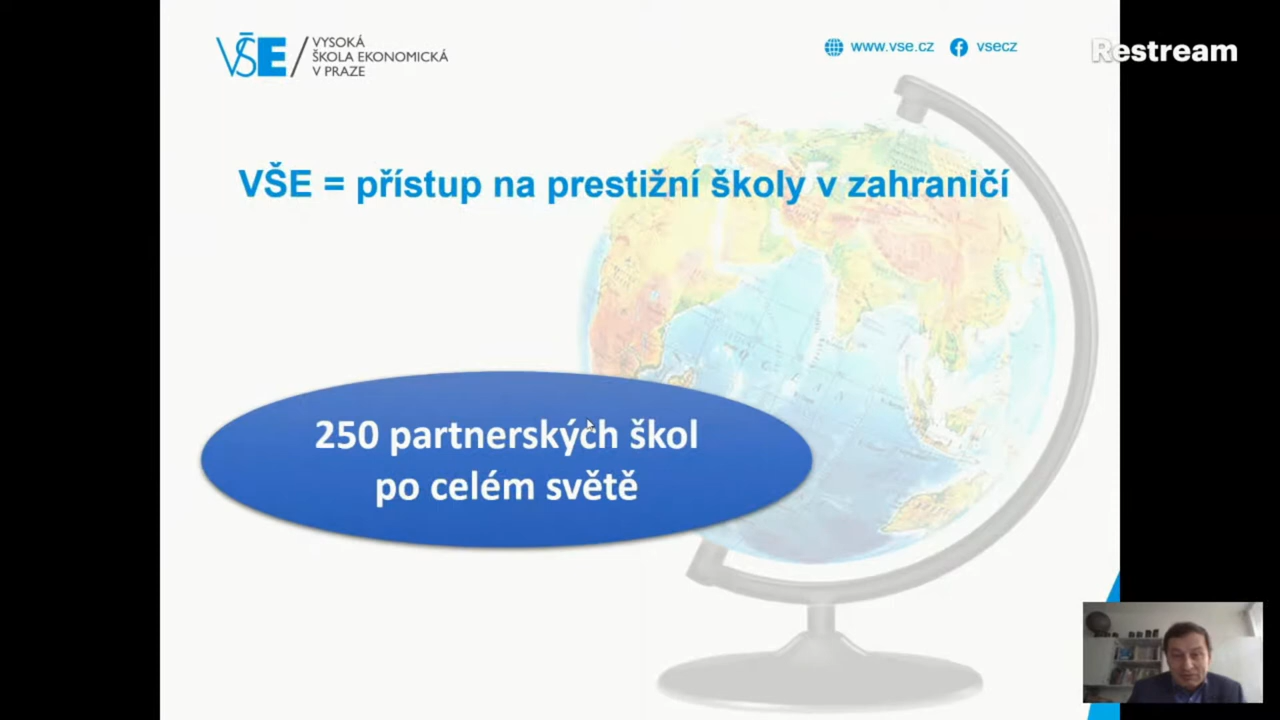 VŠE / VYSOKÁ
ŠKOLA EKONOMICKÁ
V PRAZE
www.vse.cz vsecz
Restream
VŠE = přístup na prestižní školy v zahraničí
250 partnerských škol
po celém světě